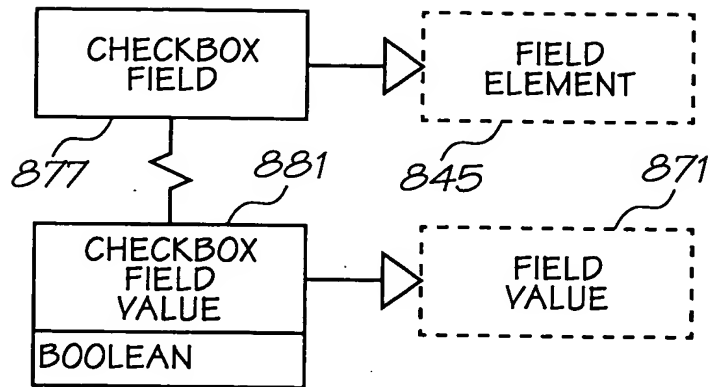 CHECKBOX
FIELD
FIELD
ELEMENT
877
881
845
871
CHECKBOX
FIELD
VALUE
BOOLEAN
FIELD
VALUE